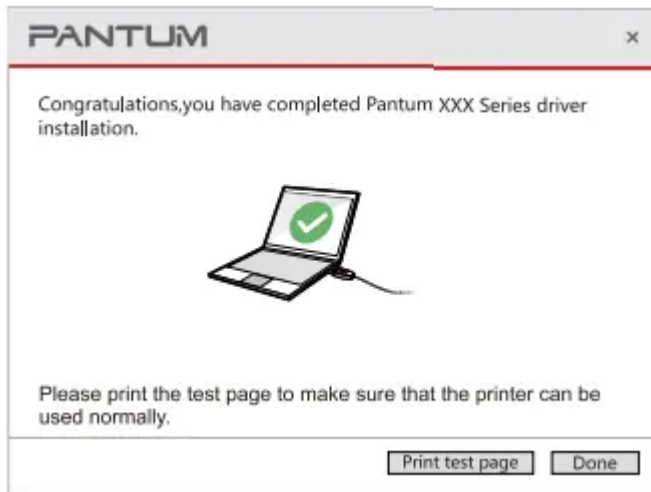 PANTUM
×
Congratulations,you have completed Pantum XXX Series driver
installation.
Please print the test page to make sure that the printer can be
used normally.
Print test page
Done